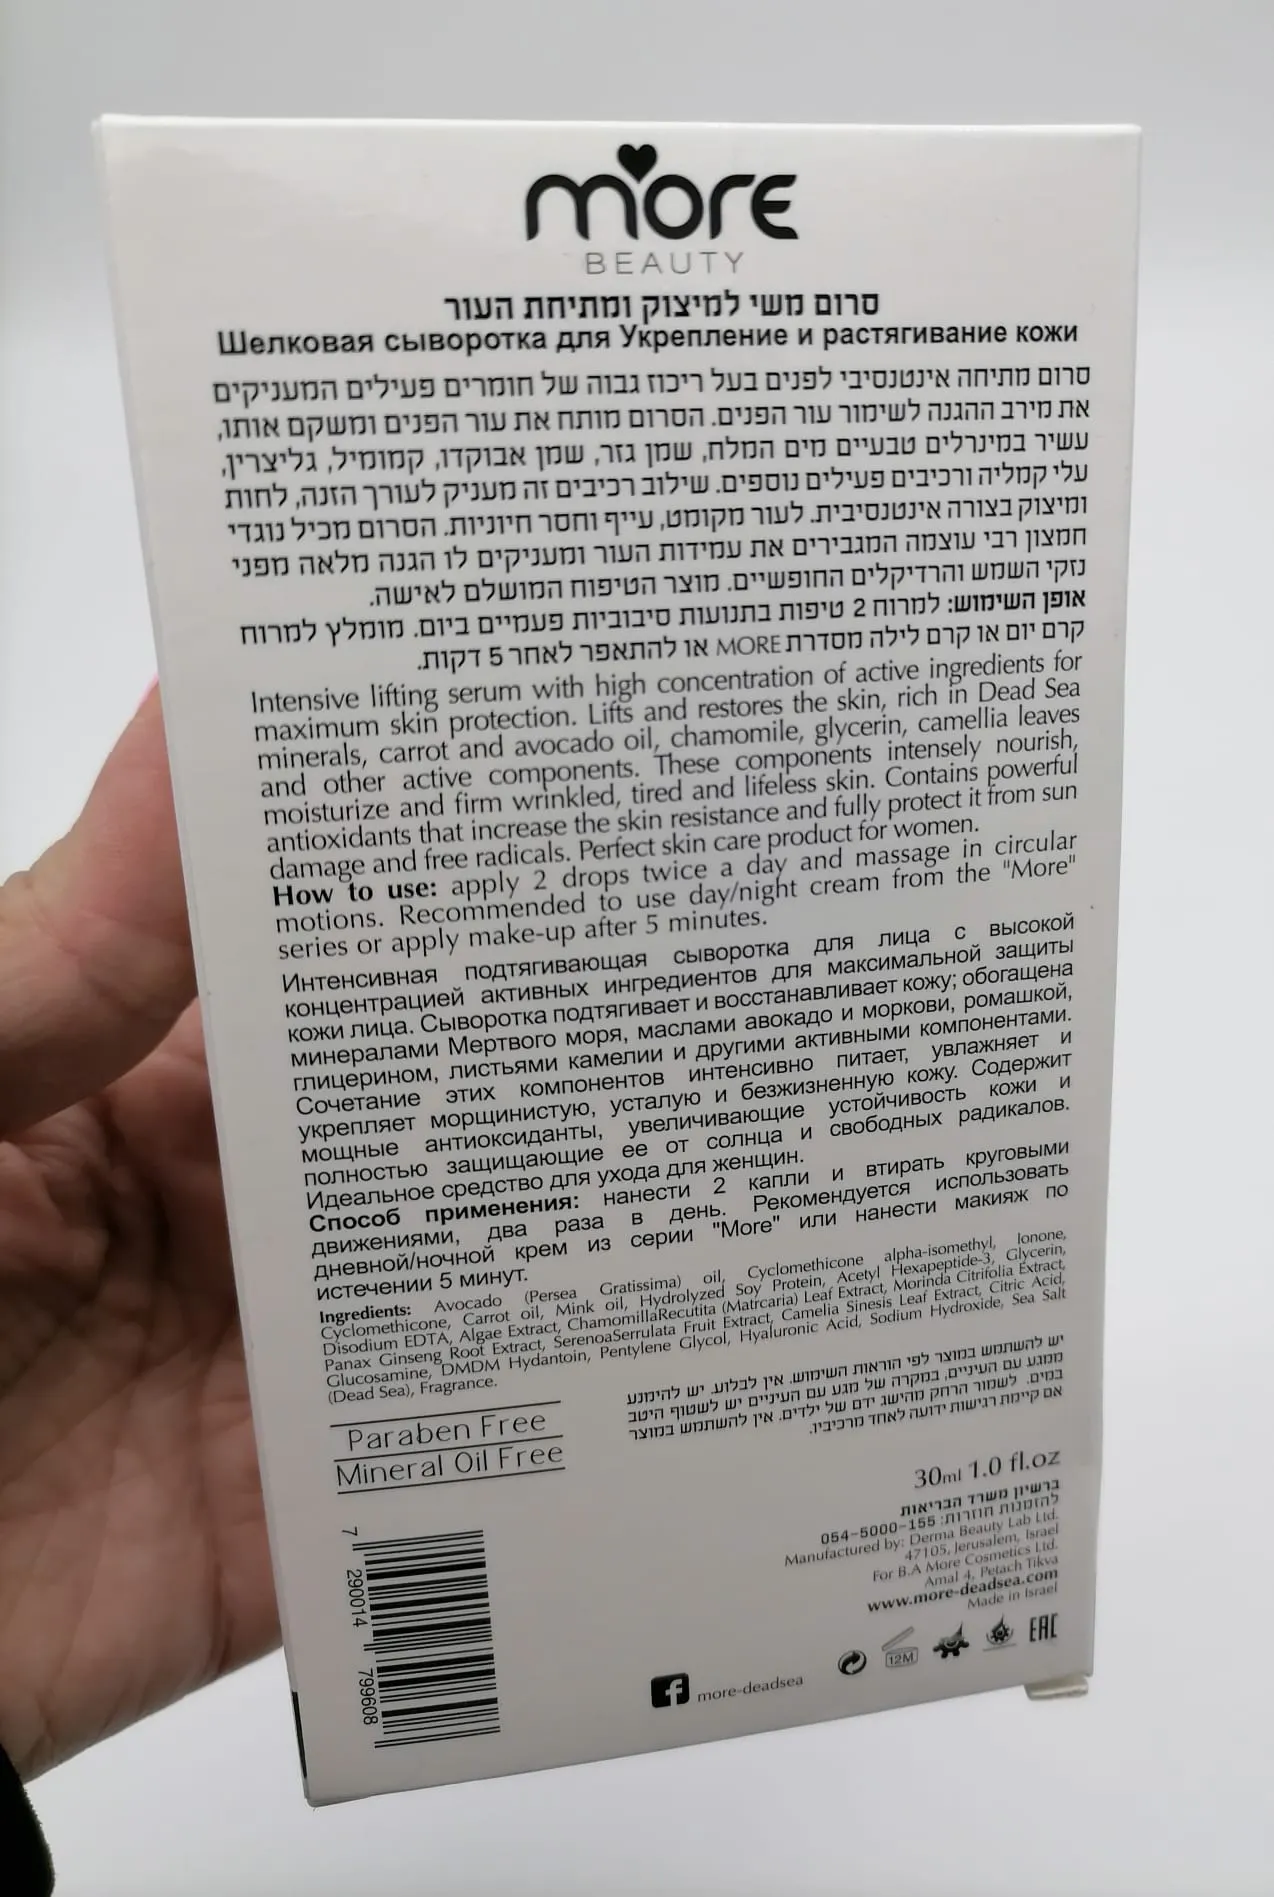 more
BEAUTY
סרום משי למיצוק ומתיחת העור
Шелковая сыворотка для Укрепление и растягивание кожи
סרום מתיחה אינטנסיבי לפנים בעל ריכוז גבוה של חומרים פעילים המעניקים
את מירב ההגנה לשימור עור הפנים. הסרום מותח את עור הפנים ומשקם אותו,
עשיר במינרלים טבעיים מים המלח, שמן גזר, שמן אבוקדו, קמומיל, גליצרין,
עלי קמליה ורכיבים פעילים נוספים. שילוב רכיבים זה מעניק לעורך הזנה, לחות
ומיצוק בצורה אינטנסיבית. לעור מקומט, עייף וחסר חיוניות. הסרום מכיל נוגדי
חמצון רבי עוצמה המגבירים את עמידות העור ומעניקים לו הגנה מלאה מפני
נזקי השמש והרדיקלים החופשיים. מוצר הטיפוח המושלם לאישה.
אופן השימוש: למרוח 2 טיפות בתנועות סיבוביות פעמיים ביום. מומלץ למרוח
קרם יום או קרם לילה מסדרת MORE או להתאפר לאחר 5 דקות.
Intensive lifting serum with high concentration of active ingredients for
maximum skin protection. Lifts and restores the skin, rich in Dead Sea
minerals, carrot and avocado oil, chamomile, glycerin, camellia leaves
and other active components. These components intensely nourish,
moisturize and firm wrinkled, tired and lifeless skin. Contains powerful
antioxidants that increase the skin resistance and fully protect it from sun
damage and free radicals. Perfect skin care product for women.
How to use: apply 2 drops twice a day and massage in circular
motions. Recommended to use day/night cream from the "More"
series or apply make-up after 5 minutes.
Интенсивная подтягивающая сыворотка для лица с высокой
концентрацией активных ингредиентов для максимальной защиты
кожи лица. Сыворотка подтягивает и восстанавливает кожу; обогащена
минералами Мертвого моря, маслами авокадо и моркови, ромашкой,
глицерином, листьями камелии и другими активными компонентами.
Сочетание этих компонентов интенсивно питает, увлажняет и
укрепляет морщинистую, усталую и безжизненную кожу. Содержит
мощные антиоксиданты, увеличивающие устойчивость кожи и
полностью защищающие ее от солнца и свободных радикалов.
Идеальное средство для ухода для женщин.
Способ применения: нанести 2 капли и втирать круговыми
движениями, два раза в день. Рекомендуется использовать
дневной/ночной крем из серии "More" или нанести макияж по
истечении 5 минут.
Ingredients: Avocado (Persea Gratissima) oil, Cyclomethicone alpha-isomethyl, Ionone,
Cyclomethicone, Carrot oil, Mink oil, Hydrolyzed Soy Protein, Acetyl Hexapeptide-3, Glycerin,
Disodium EDTA, Algae Extract, ChamomillaRecutita (Matrcaria) Leaf Extract, Morinda Citrifolia Extract,
Panax Ginseng Root Extract, SerenoaSerrulata Fruit Extract, Camelia Sinesis Leaf Extract, Citric Acid,
Glucosamine, DMDM Hydantoin, Pentylene Glycol, Hyaluronic Acid, Sodium Hydroxide, Sea Salt
(Dead Sea), Fragrance.
יש להשתמש במוצר לפי הוראות השימוש. אין לבלוע. יש להימנע
ממגע עם העיניים, במקרה של מגע עם העיניים יש לשטוף היטב
במים. לשמור הרחק מהישג ידם של ילדים. אין להשתמש במוצר
אם קיימת רגישות ידועה לאחד מרכיביו.
Paraben Free
Mineral Oil Free
30ml 1.0 fl.oz
ברשיון משרד הבריאות
להזמנות חוזרות: 054-5000-155
Manufactured by: Derma Beauty Lab Ltd.
47105, Jerusalem, Israel
For B.A More Cosmetics Ltd.
Amal 4, Petach Tikva
www.more-deadsea.com
Made in Israel
12M
EAC
f more-deadsea
7 290014 799608